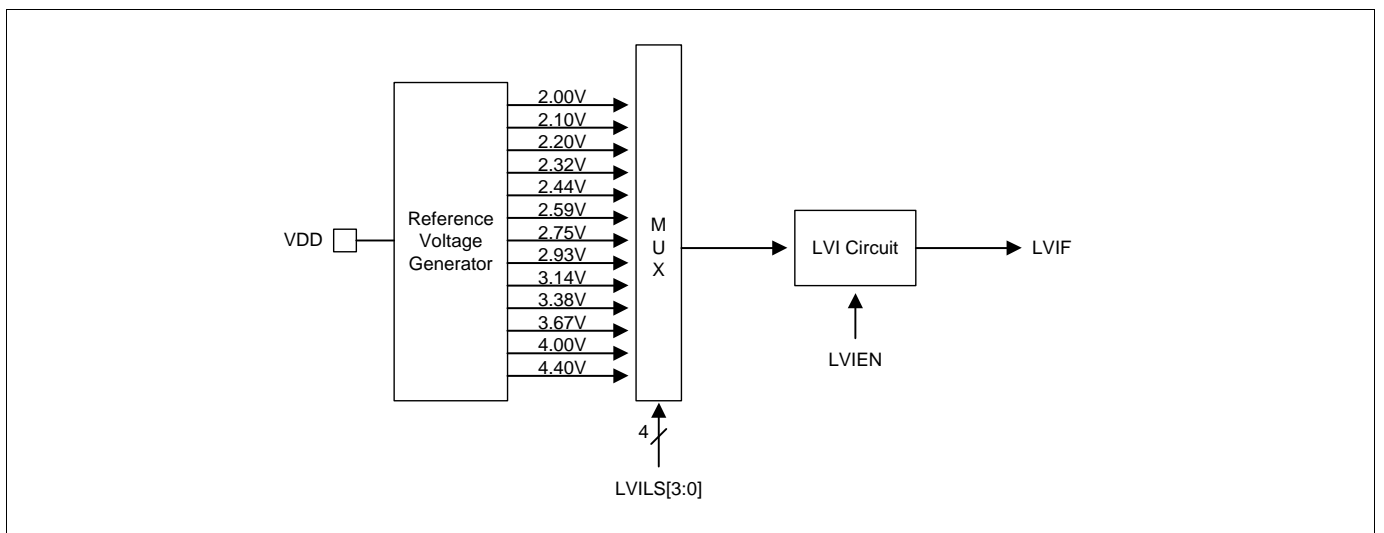 2.00V
2.10V
2.20V
2.32V
2.44V
2.59V
2.75V
2.93V
3.14V
3.38V
3.67V
4.00V
4.40V
VDD
Reference
Voltage
Generator
M
U
X
LVI Circuit
LVIF
LVIEN
4
LVILS[3:0]